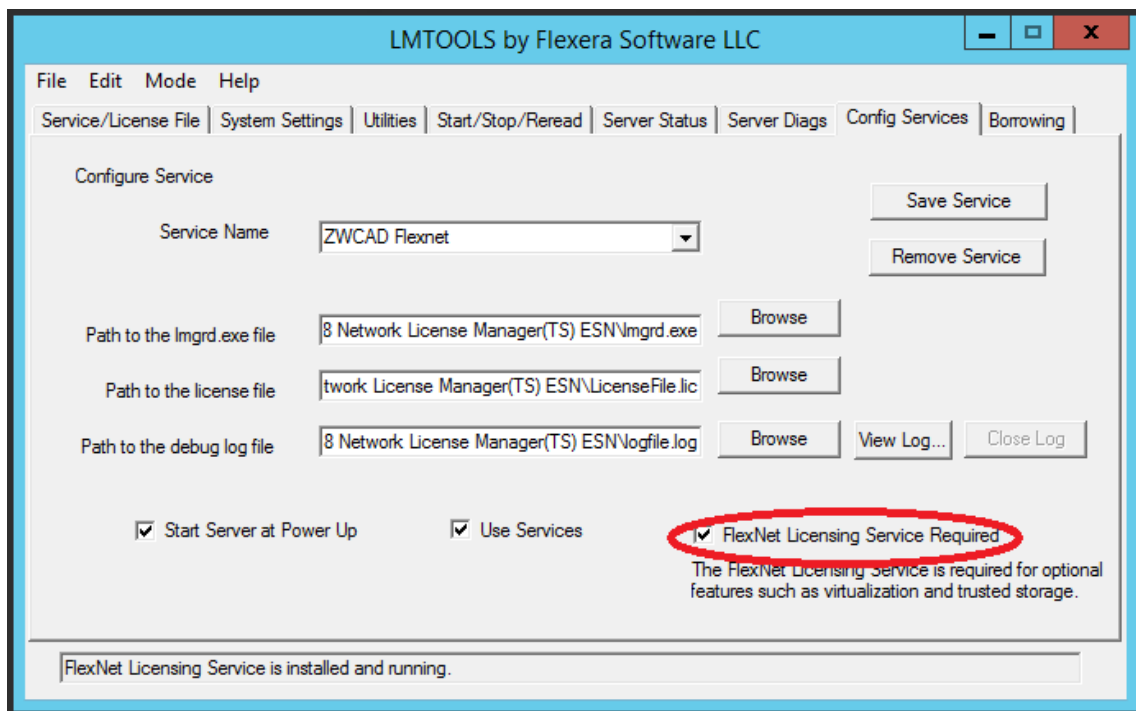 LMTOOLS by Flexera Software LLC
File Edit Mode Help
Service/License File System Settings Utilities Start/Stop/Reread Server Status Server Diags Config Services Borrowing
Configure Service
Save Service
Service Name ZWCAD Flexnet
Remove Service
Path to the lmgrd.exe file 8 Network License Manager(TS) ESN\lmgrd.exe Browse
Path to the license file twork License Manager(TS) ESN\LicenseFile.lic Browse
Path to the debug log file 8 Network License Manager(TS) ESN\logfile.log Browse View Log... Close Log
Start Server at Power Up Use Services FlexNet Licensing Service Required
The FlexNet Licensing Service is required for optional
features such as virtualization and trusted storage.
FlexNet Licensing Service is installed and running.